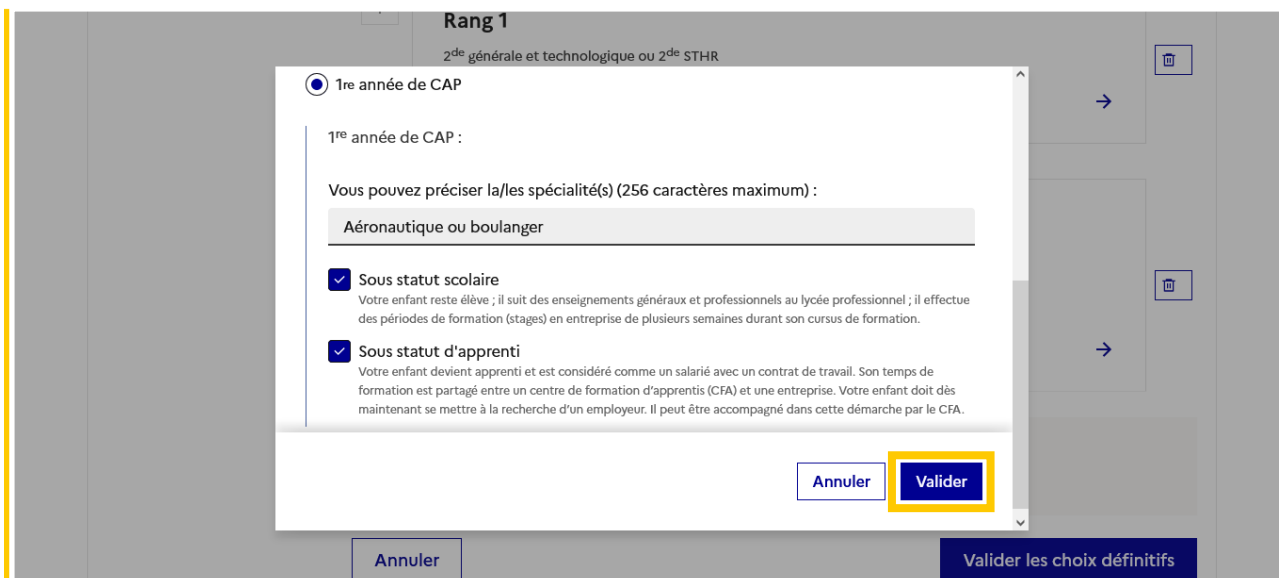 Rang 1
2de générale et technologique ou 2de STHR
1re année de CAP
1re année de CAP :
Vous pouvez préciser la/les spécialité(s) (256 caractères maximum) :
Aéronautique ou boulanger
Sous statut scolaire
Votre enfant reste élève ; il suit des enseignements généraux et professionnels au lycée professionnel ; il effectue
des périodes de formation (stages) en entreprise de plusieurs semaines durant son cursus de formation.
Sous statut d'apprenti
Votre enfant devient apprenti et est considéré comme un salarié avec un contrat de travail. Son temps de
formation est partagé entre un centre de formation d'apprentis (CFA) et une entreprise. Votre enfant doit dès
maintenant se mettre à la recherche d'un employeur. Il peut être accompagné dans cette démarche par le CFA.
Annuler
Valider
Annuler
Valider les choix définitifs